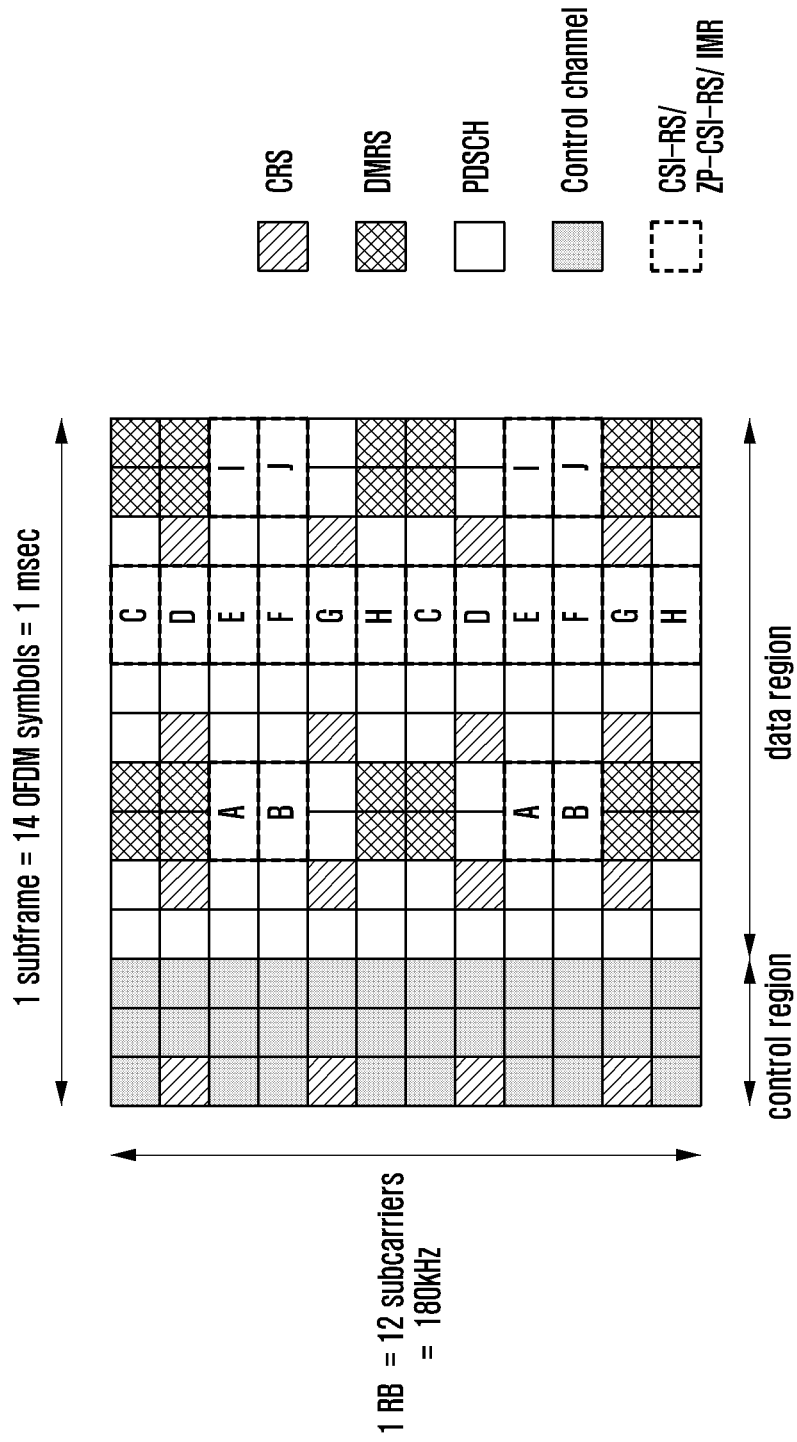 1 subframe = 14 OFDM symbols = 1 msec
1 RB = 12 subcarriers
= 180KHz
C
D
A E I
B F J
G
H
C
D
A E I
B F J
G
H
control region
data region
CRS
DMRS
PDSCH
Control channel
CSI-RS/
ZP-CSI-RS/ IMR